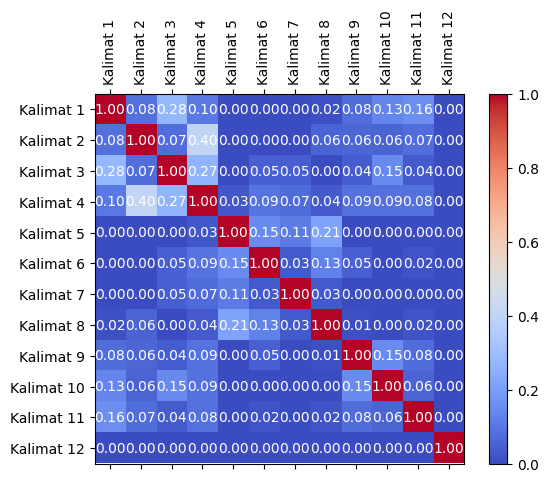 Kalimat 1
Kalimat 2
Kalimat 3
Kalimat 4
Kalimat 5
Kalimat 6
Kalimat 7
Kalimat 8
Kalimat 9
Kalimat 10
Kalimat 11
Kalimat 12
Kalimat 1 1.00 0.08 0.28 0.10 0.00 0.00 0.00 0.02 0.08 0.13 0.16 0.00
Kalimat 2 0.08 1.00 0.07 0.40 0.00 0.00 0.00 0.06 0.06 0.06 0.07 0.00
Kalimat 3 0.28 0.07 1.00 0.27 0.00 0.05 0.05 0.00 0.04 0.15 0.04 0.00
Kalimat 4 0.10 0.40 0.27 1.00 0.03 0.09 0.07 0.04 0.09 0.09 0.08 0.00
Kalimat 5 0.00 0.00 0.00 0.03 1.00 0.15 0.11 0.21 0.00 0.00 0.00 0.00
Kalimat 6 0.00 0.00 0.05 0.09 0.15 1.00 0.03 0.13 0.05 0.00 0.02 0.00
Kalimat 7 0.00 0.00 0.05 0.07 0.11 0.03 1.00 0.03 0.00 0.00 0.00 0.00
Kalimat 8 0.02 0.06 0.00 0.04 0.21 0.13 0.03 1.00 0.01 0.00 0.02 0.00
Kalimat 9 0.08 0.06 0.04 0.09 0.00 0.05 0.00 0.01 1.00 0.15 0.08 0.00
Kalimat 10 0.13 0.06 0.15 0.09 0.00 0.00 0.00 0.00 0.15 1.00 0.06 0.00
Kalimat 11 0.16 0.07 0.04 0.08 0.00 0.02 0.00 0.02 0.08 0.06 1.00 0.00
Kalimat 12 0.00 0.00 0.00 0.00 0.00 0.00 0.00 0.00 0.00 0.00 0.00 1.00
1.0
0.8
0.6
0.4
0.2
0.0